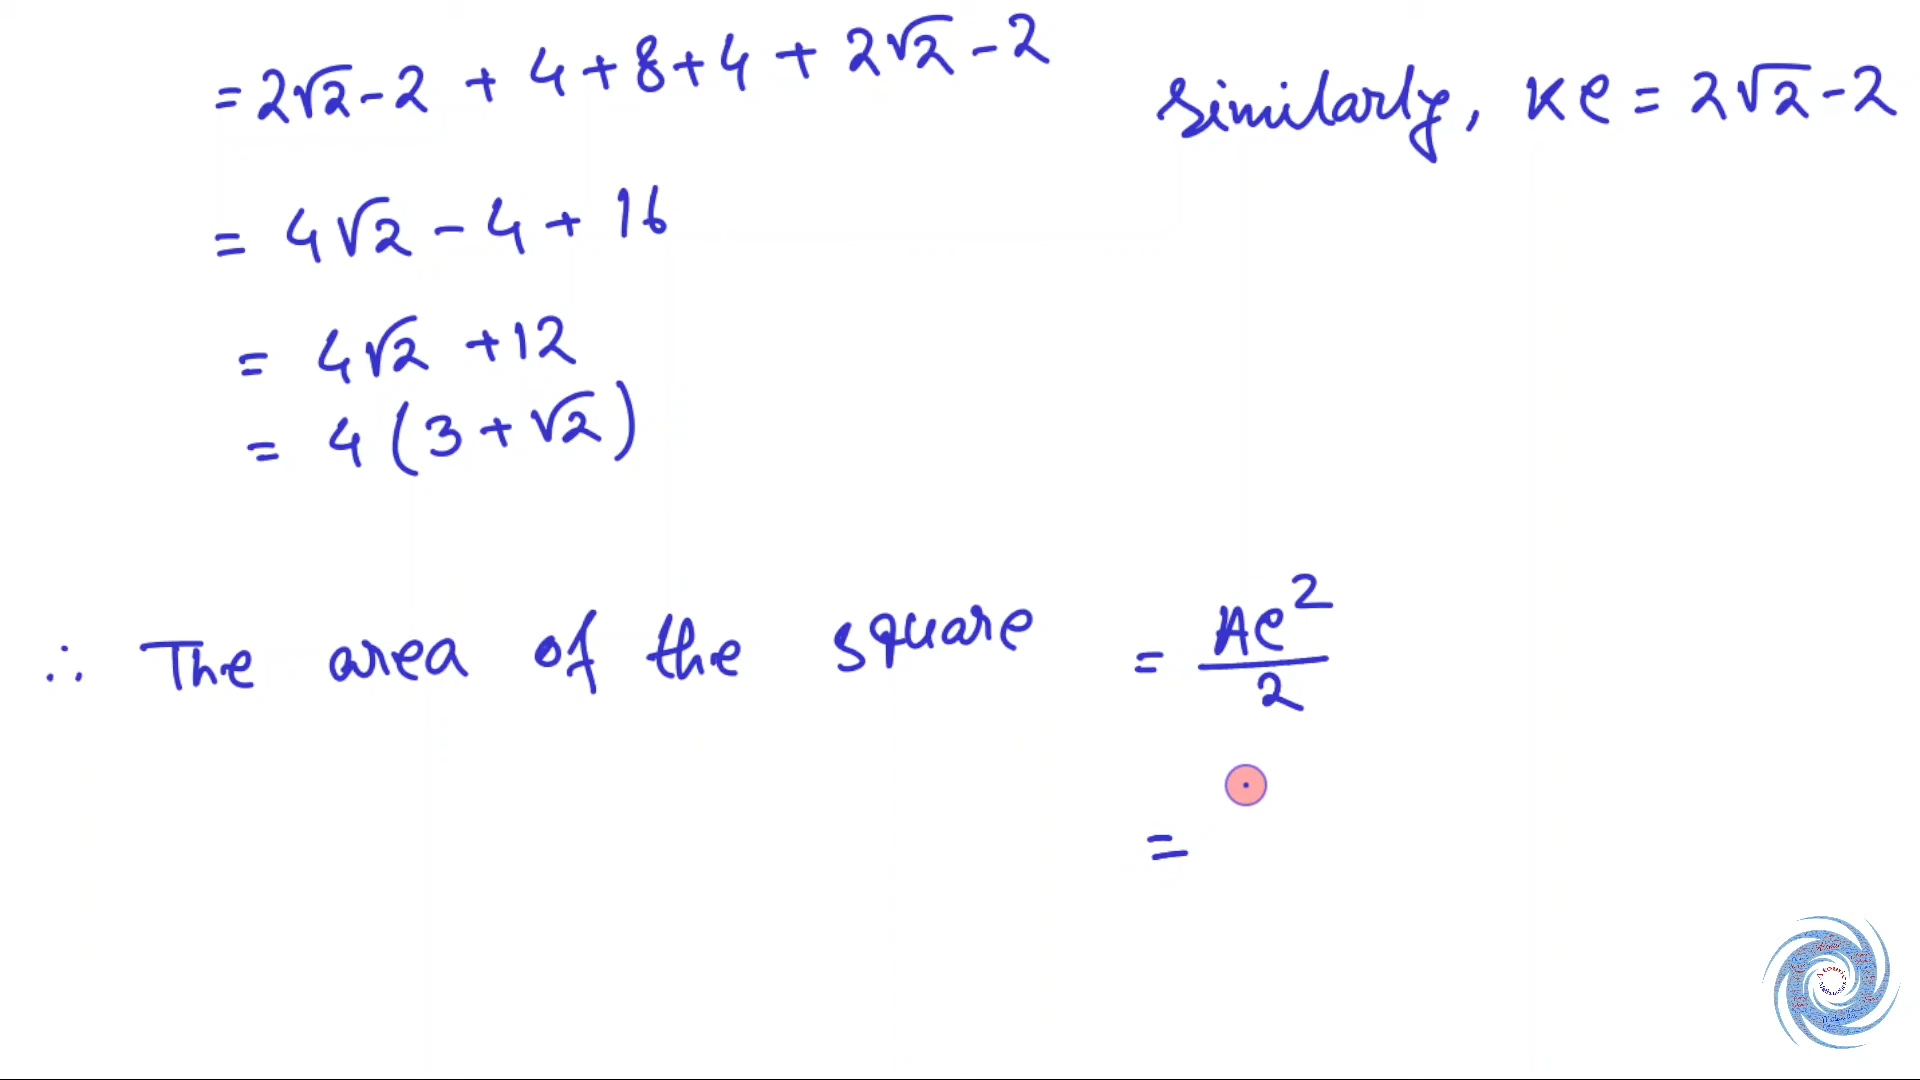 = 2√2 - 2 + 4 + 8 + 4 + 2√2 - 2
Similarly, KC = 2√2 - 2
= 4√2 - 4 + 16
= 4√2 + 12
= 4 (3 + √2)
∴ The area of the square = AC² / 2
=